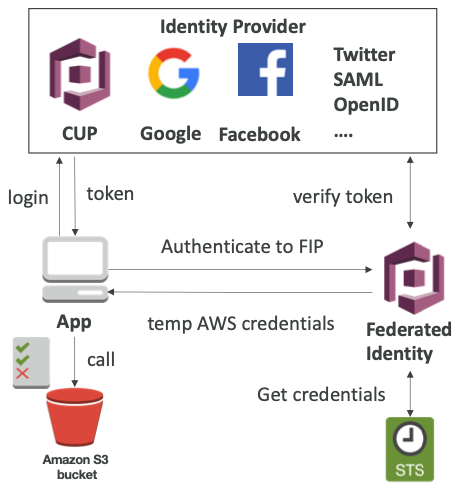 Identity Provider
Twitter
SAML
OpenID
....
CUP
Google
Facebook
login
token
verify token
Authenticate to FIP
App
temp AWS credentials
Federated
Identity
call
Get credentials
Amazon S3
bucket
STS